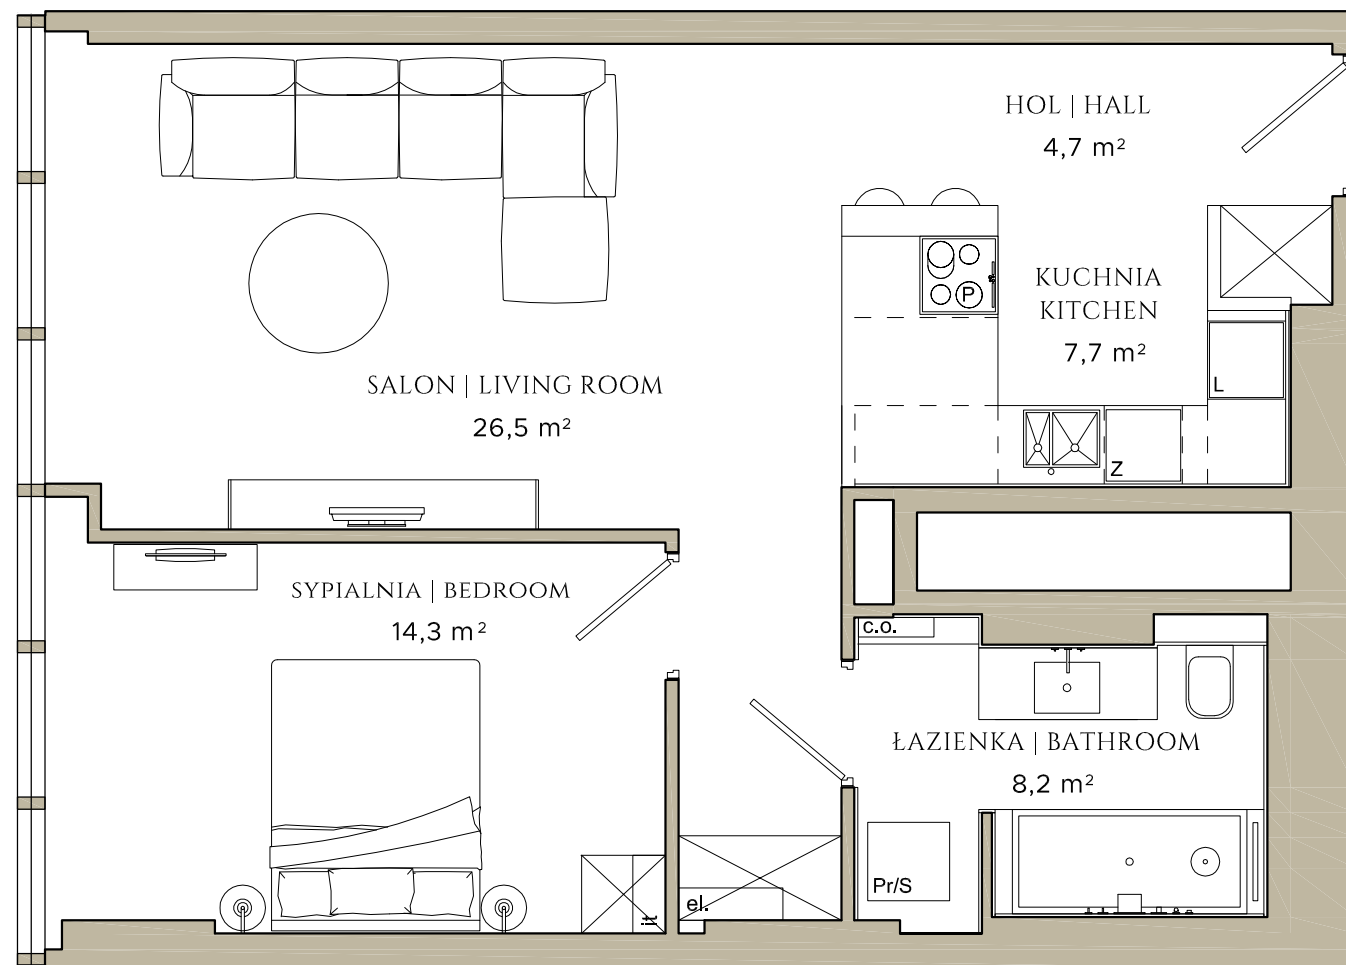 HOL | HALL
4,7 m²
P
KUCHNIA
KITCHEN
7,7 m²
L
SALON | LIVING ROOM
26,5 m²
Z
SYPIALNIA | BEDROOM
14,3 m²
c.o.
ŁAZIENKA | BATHROOM
8,2 m²
Pr/S
el.
it